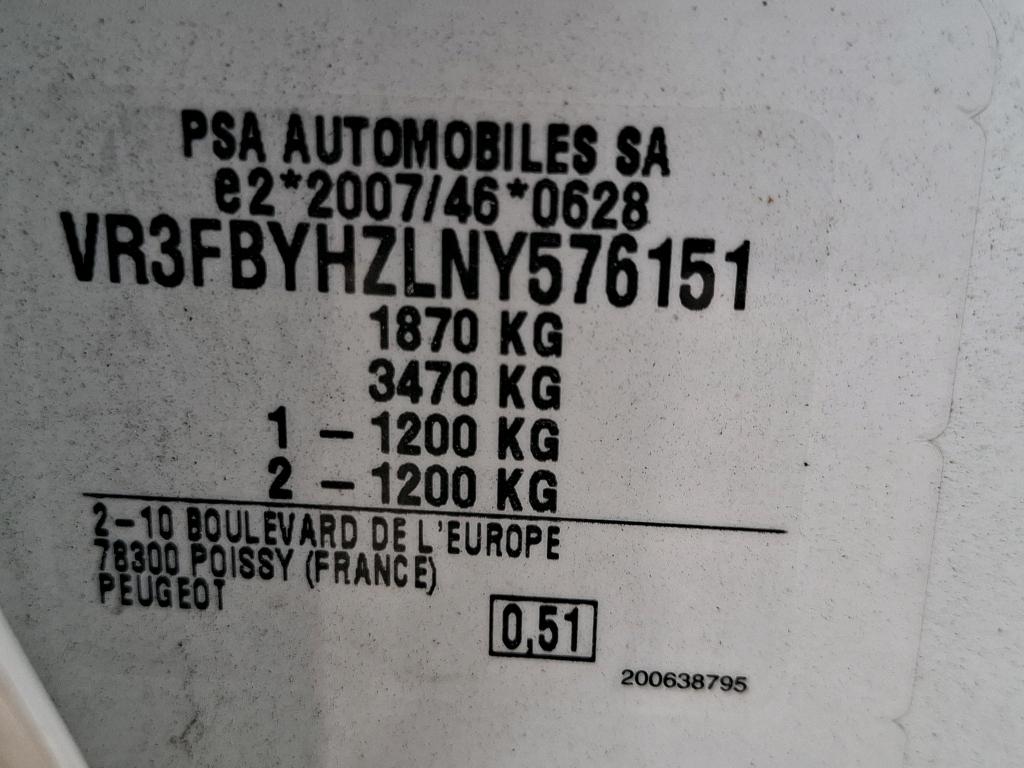 PSA AUTOMOBILES SA
e2*2007/46*0628
VR3FBYHZLNY576151
1870 KG
3470 KG
1 - 1200 KG
2 - 1200 KG
2-10 BOULEVARD DE L'EUROPE
78300 POISSY (FRANCE)
PEUGEOT
0,51
200638795